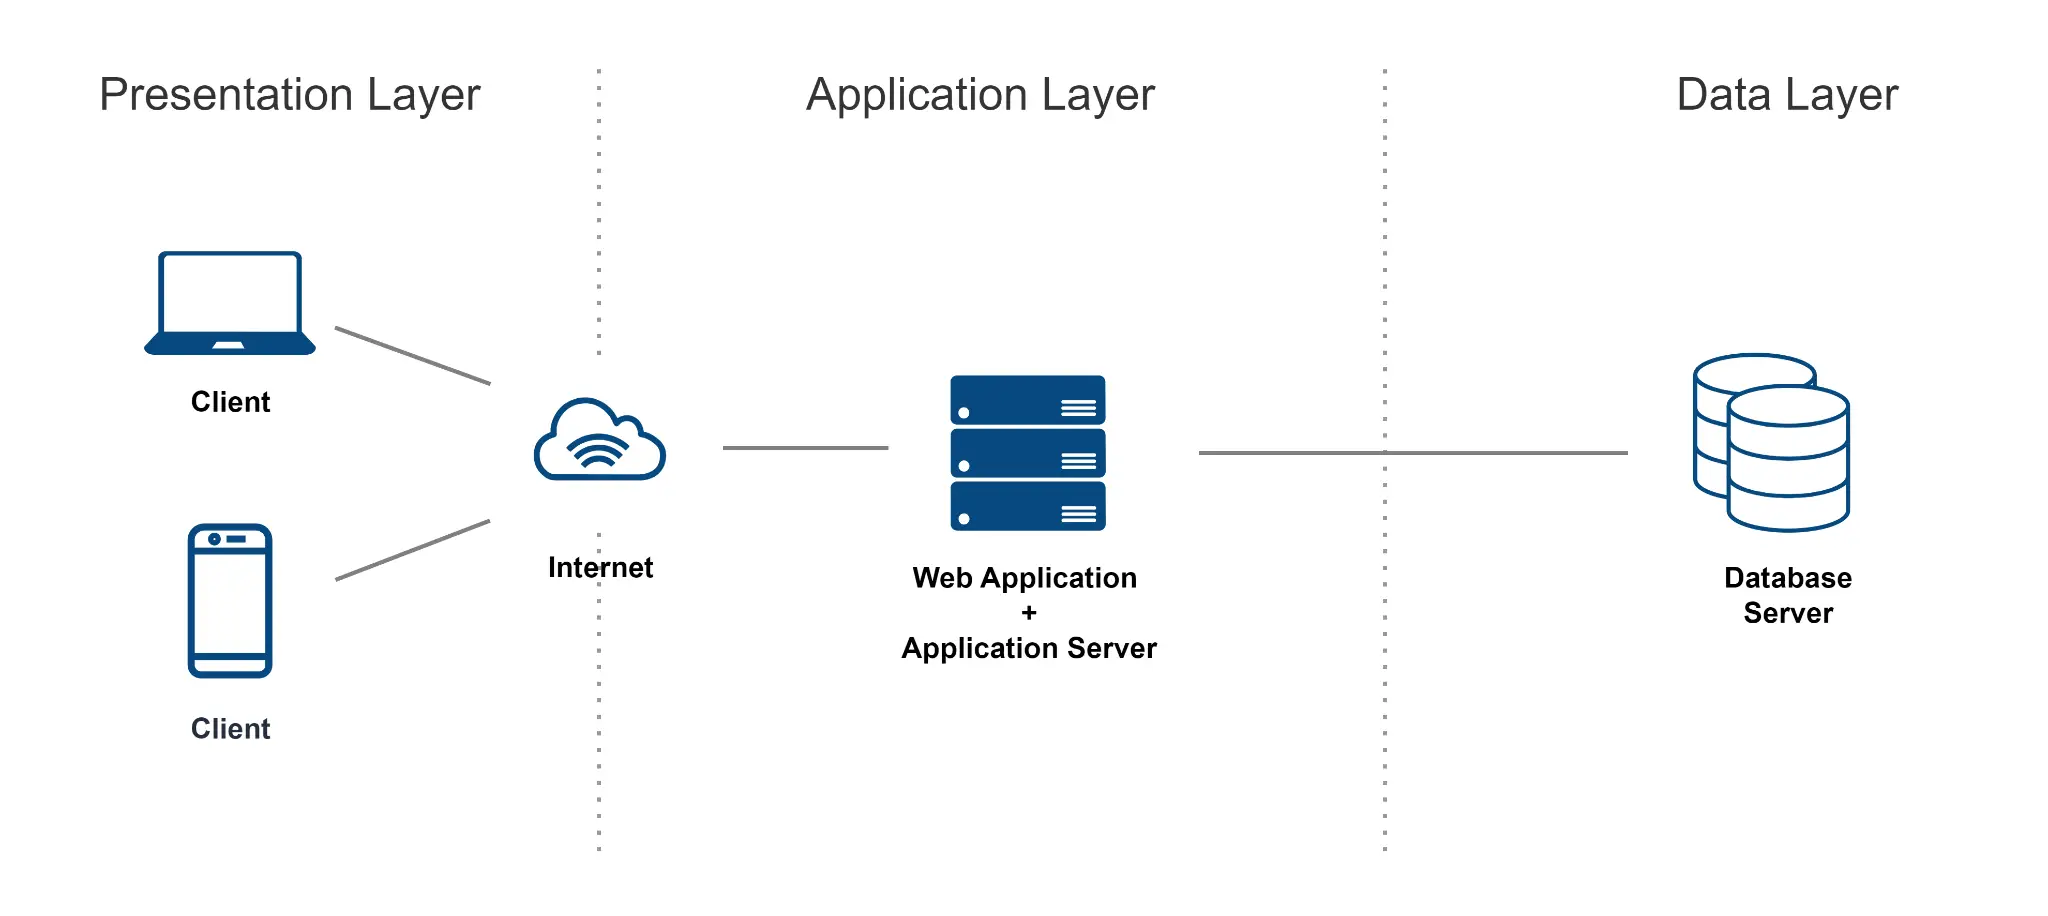 Presentation Layer
Application Layer
Data Layer
Client
Client
Internet
Web Application
+
Application Server
Database
Server